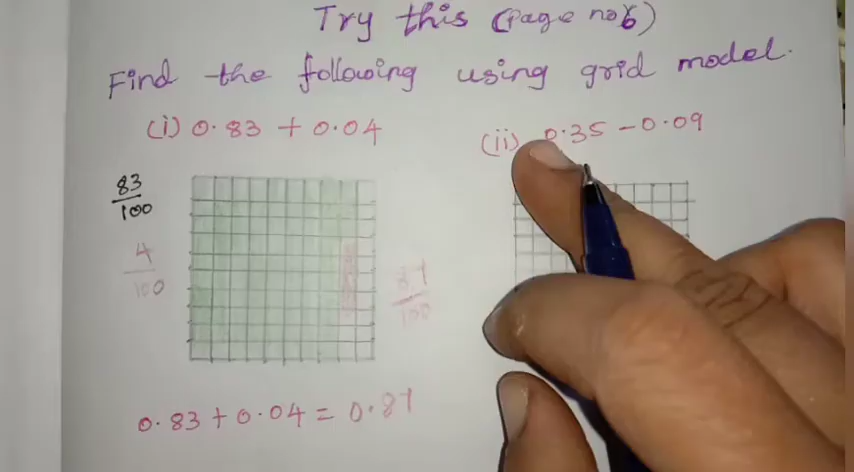 Try this (page no 6)
Find the following using grid model.
(i) 0.83 + 0.04
(ii) 0.35 - 0.09
83
100
4
100
87
100
0.83 + 0.04 = 0.87